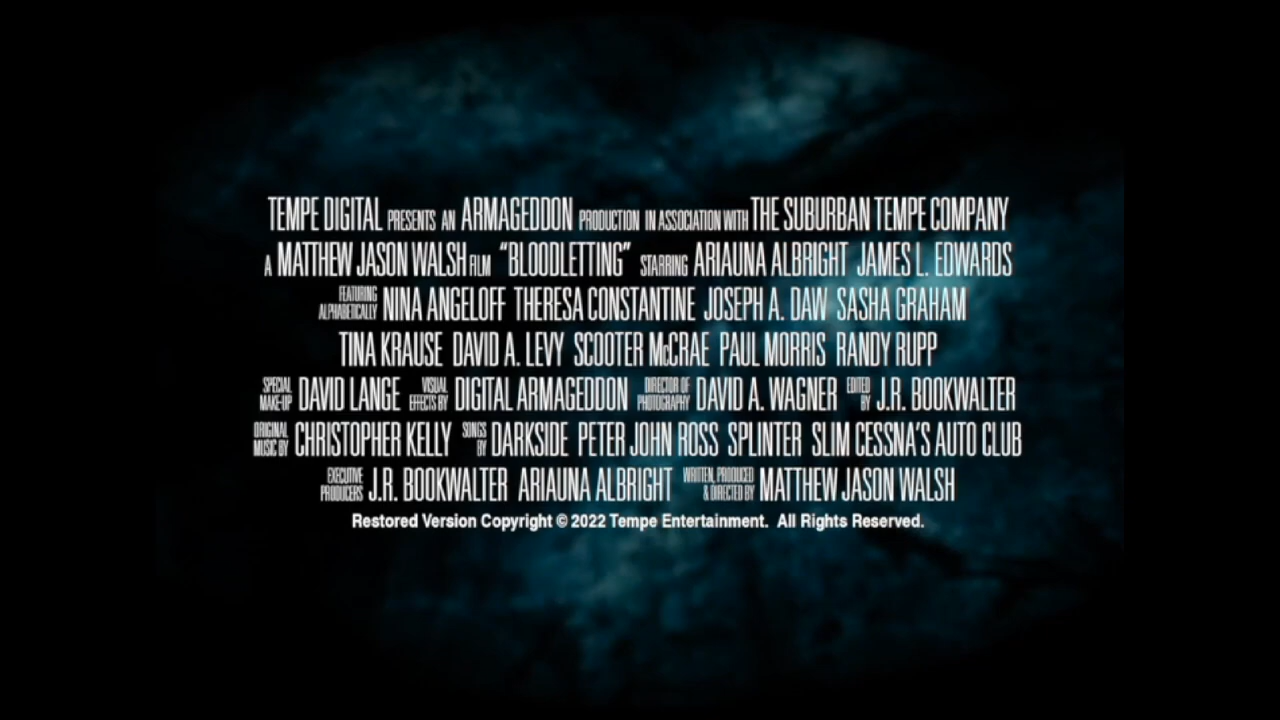 TEMPE DIGITAL PRESENTS AN ARMAGEDDON PRODUCTION IN ASSOCIATION WITH THE SUBURBAN TEMPE COMPANY
A MATTHEW JASON WALSH FILM "BLOODLETTING" STARRING ARIAUNA ALBRIGHT JAMES L. EDWARDS
FEATURING ALPHABETICALLY NINA ANGELOFF THERESA CONSTANTINE JOSEPH A. DAW SASHA GRAHAM
TINA KRAUSE DAVID A. LEVY SCOOTER McCRAE PAUL MORRIS RANDY RUPP
SPECIAL MAKE-UP DAVID LANGE VISUAL EFFECTS BY DIGITAL ARMAGEDDON DIRECTOR OF PHOTOGRAPHY DAVID A. WAGNER EDITED BY J.R. BOOKWALTER
ORIGINAL MUSIC BY CHRISTOPHER KELLY SONGS BY DARKSIDE PETER JOHN ROSS SPLINTER SLIM CESSNA'S AUTO CLUB
EXECUTIVE PRODUCERS J.R. BOOKWALTER ARIAUNA ALBRIGHT WRITTEN, PRODUCED & DIRECTED BY MATTHEW JASON WALSH
Restored Version Copyright © 2022 Tempe Entertainment. All Rights Reserved.